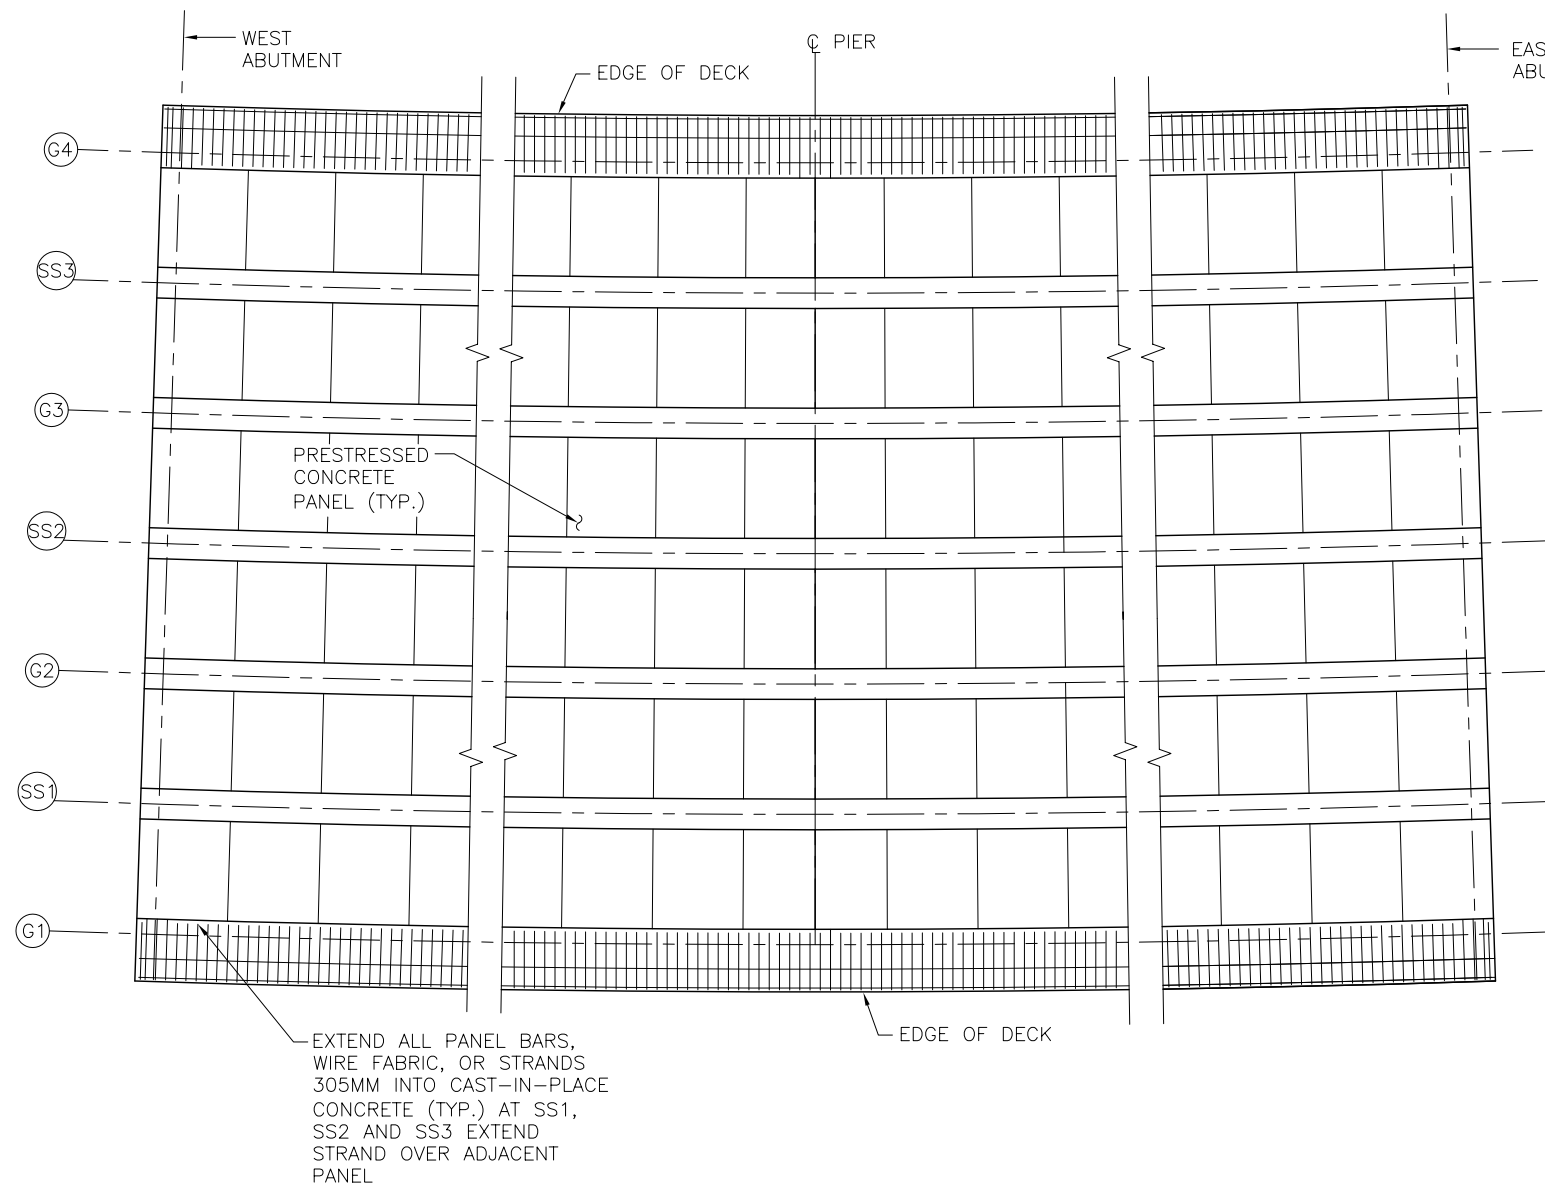 WEST
ABUTMENT
℄ PIER
EAS
ABU
EDGE OF DECK
G4
SS3
G3
PRESTRESSED
CONCRETE
PANEL (TYP.)
SS2
G2
SS1
G1
EDGE OF DECK
EXTEND ALL PANEL BARS,
WIRE FABRIC, OR STRANDS
305MM INTO CAST-IN-PLACE
CONCRETE (TYP.) AT SS1,
SS2 AND SS3 EXTEND
STRAND OVER ADJACENT
PANEL